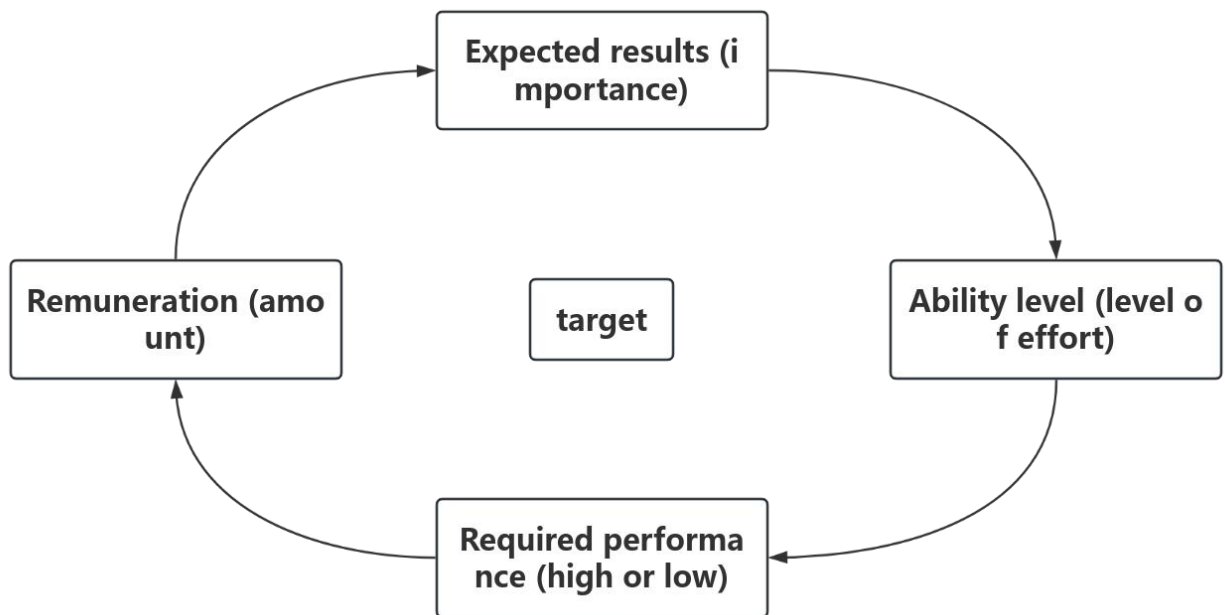 Expected results (i
mportance)
Remuneration (amo
unt)
target
Ability level (level o
f effort)
Required performa
nce (high or low)